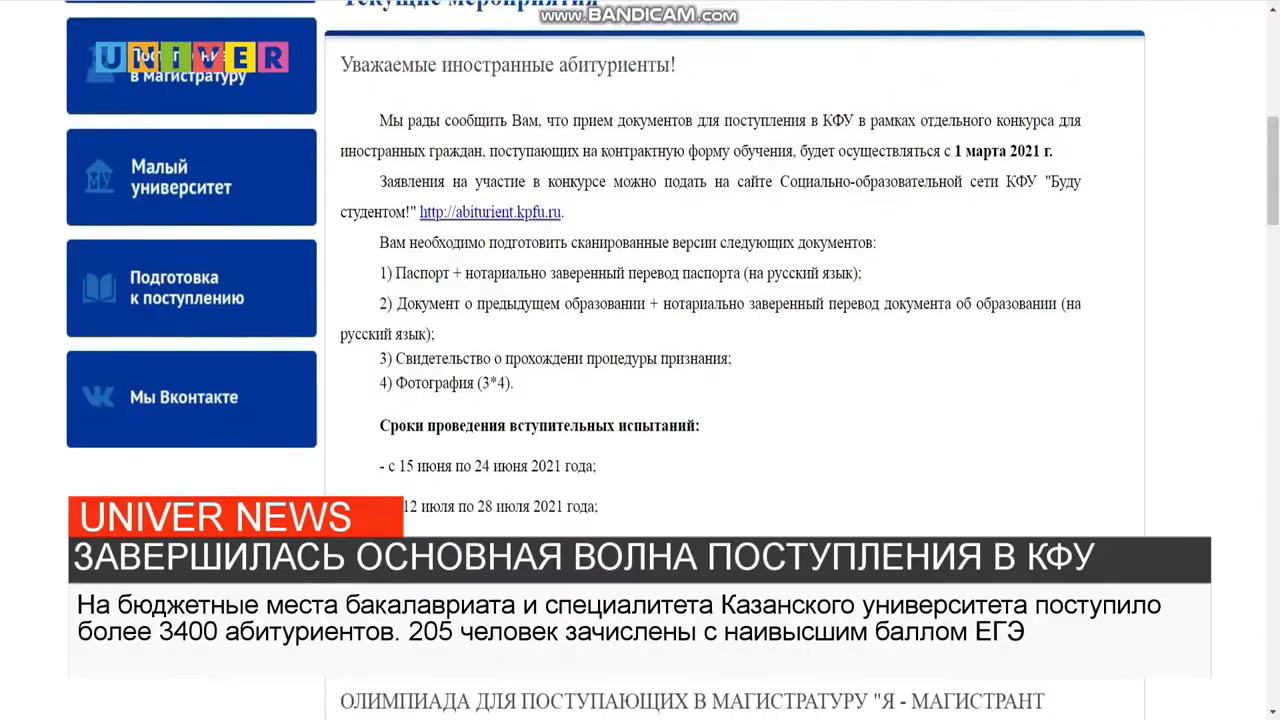 Текущие мероприятия
www.BANDICAM.com
UNIVER
Поступление
в магистратуру
Уважаемые иностранные абитуриенты!
Мы рады сообщить Вам, что прием документов для поступления в КФУ в рамках отдельного конкурса для
иностранных граждан, поступающих на контрактную форму обучения, будет осуществляться с 1 марта 2021 г.
Малый
университет
Заявления на участие в конкурсе можно подать на сайте Социально-образовательной сети КФУ "Буду
студентом!" http://abiturient.kpfu.ru.
Вам необходимо подготовить сканированные версии следующих документов:
1) Паспорт + нотариально заверенный перевод паспорта (на русский язык);
Подготовка
к поступлению
2) Документ о предыдущем образовании + нотариально заверенный перевод документа об образовании (на
русский язык);
3) Свидетельство о прохождени процедуры признания;
4) Фотография (3*4).
Мы Вконтакте
Сроки проведения вступительных испытаний:
- с 15 июня по 24 июня 2021 года;
12 июля по 28 июля 2021 года;
UNIVER NEWS
ЗАВЕРШИЛАСЬ ОСНОВНАЯ ВОЛНА ПОСТУПЛЕНИЯ В КФУ
На бюджетные места бакалавриата и специалитета Казанского университета поступило
более 3400 абитуриентов. 205 человек зачислены с наивысшим баллом ЕГЭ
ОЛИМПИАДА ДЛЯ ПОСТУПАЮЩИХ В МАГИСТРАТУРУ "Я - МАГИСТРАНТ